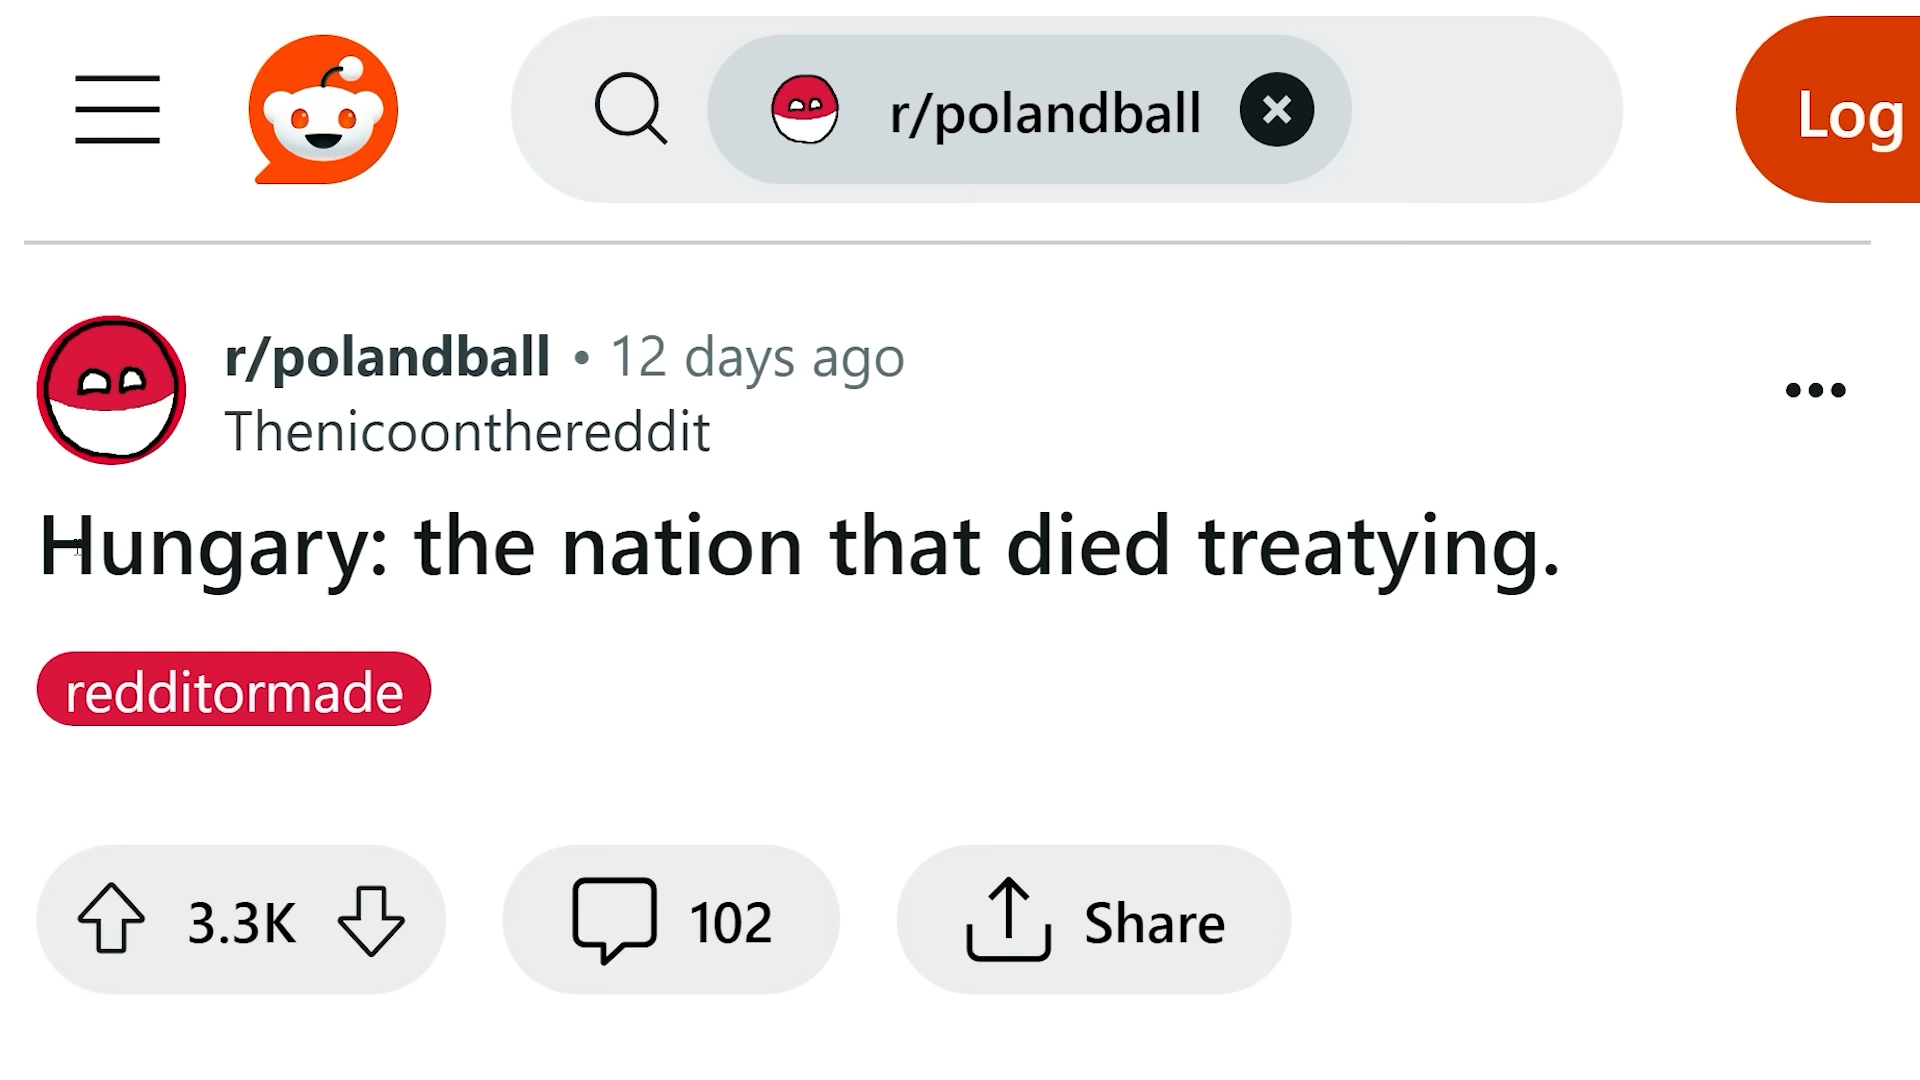 r/polandball
Log
r/polandball • 12 days ago
Thenicoonthereddit
Hungary: the nation that died treatying.
redditormade
3.3K
102
Share